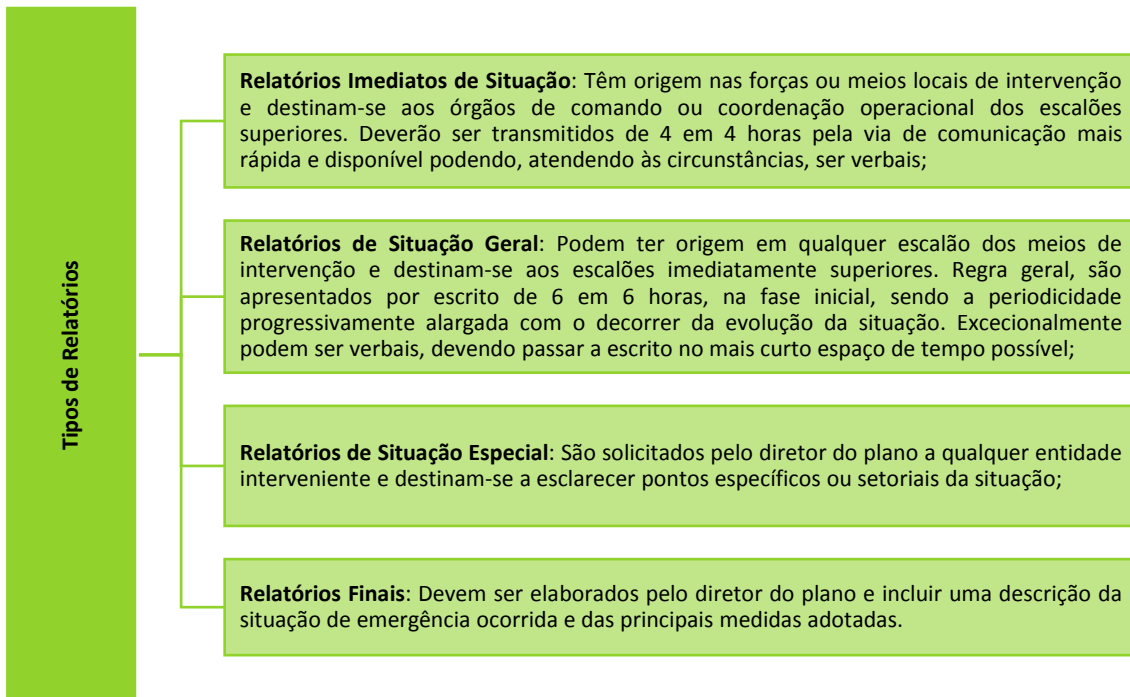 Tipos de Relatórios
Relatórios Imediatos de Situação: Têm origem nas forças ou meios locais de intervenção
e destinam-se aos órgãos de comando ou coordenação operacional dos escalões
superiores. Deverão ser transmitidos de 4 em 4 horas pela via de comunicação mais
rápida e disponível podendo, atendendo às circunstâncias, ser verbais;
Relatórios de Situação Geral: Podem ter origem em qualquer escalão dos meios de
intervenção e destinam-se aos escalões imediatamente superiores. Regra geral, são
apresentados por escrito de 6 em 6 horas, na fase inicial, sendo a periodicidade
progressivamente alargada com o decorrer da evolução da situação. Excecionalmente
podem ser verbais, devendo passar a escrito no mais curto espaço de tempo possível;
Relatórios de Situação Especial: São solicitados pelo diretor do plano a qualquer entidade
interveniente e destinam-se a esclarecer pontos específicos ou setoriais da situação;
Relatórios Finais: Devem ser elaborados pelo diretor do plano e incluir uma descrição da
situação de emergência ocorrida e das principais medidas adotadas.